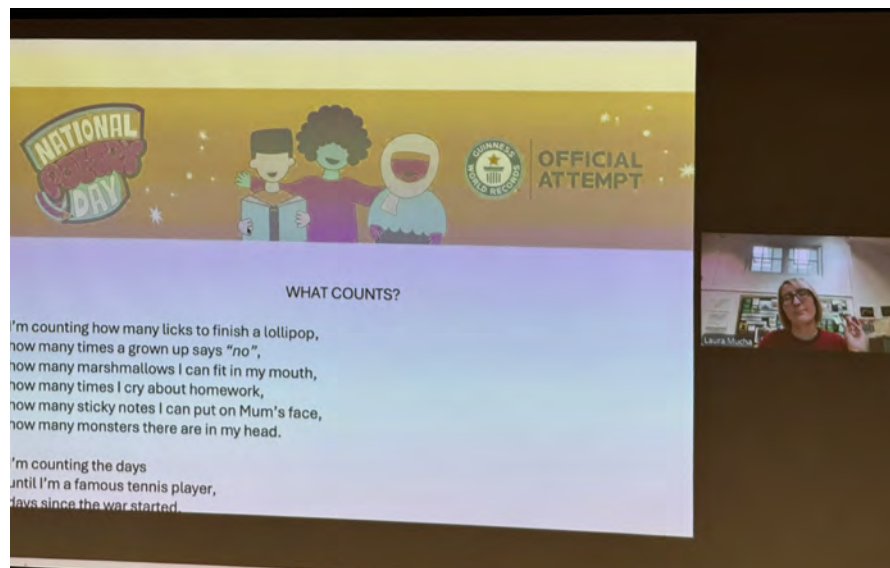 NATIONAL
POETRY
DAY
GUINNESS
WORLD RECORDS
OFFICIAL
ATTEMPT
WHAT COUNTS?
'm counting how many licks to finish a lollipop,
how many times a grown up says "no",
how many marshmallows I can fit in my mouth,
how many times I cry about homework,
how many sticky notes I can put on Mum's face,
how many monsters there are in my head.
'm counting the days
until I'm a famous tennis player,
days since the war started,
Laura Mucha